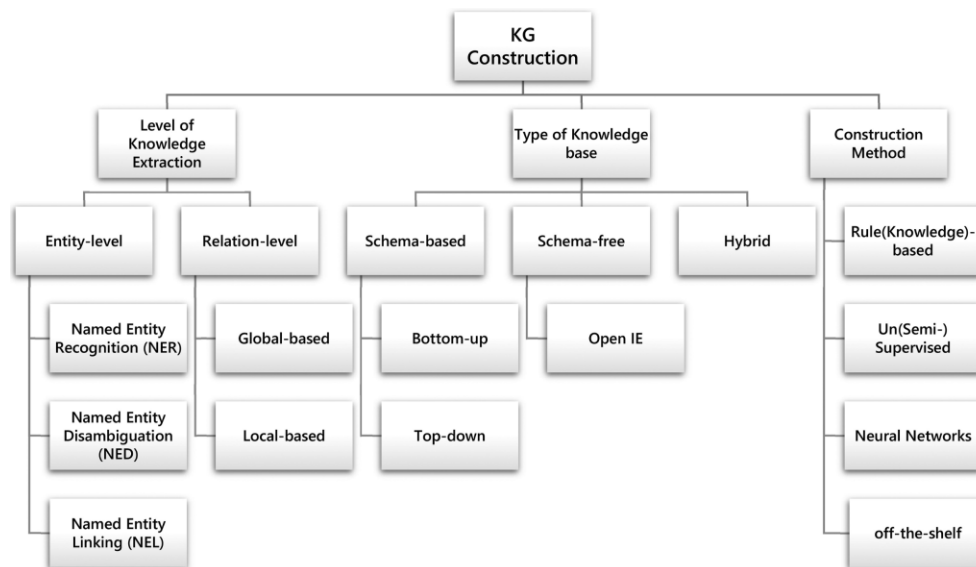 KG
Construction
Level of
Knowledge
Extraction
Type of Knowledge
base
Construction
Method
Entity-level
Relation-level
Schema-based
Schema-free
Hybrid
Rule(Knowledge)-
based
Named Entity
Recognition (NER)
Global-based
Bottom-up
Open IE
Un(Semi-)
Supervised
Named Entity
Disambiguation
(NED)
Local-based
Top-down
Neural Networks
Named Entity
Linking (NEL)
off-the-shelf